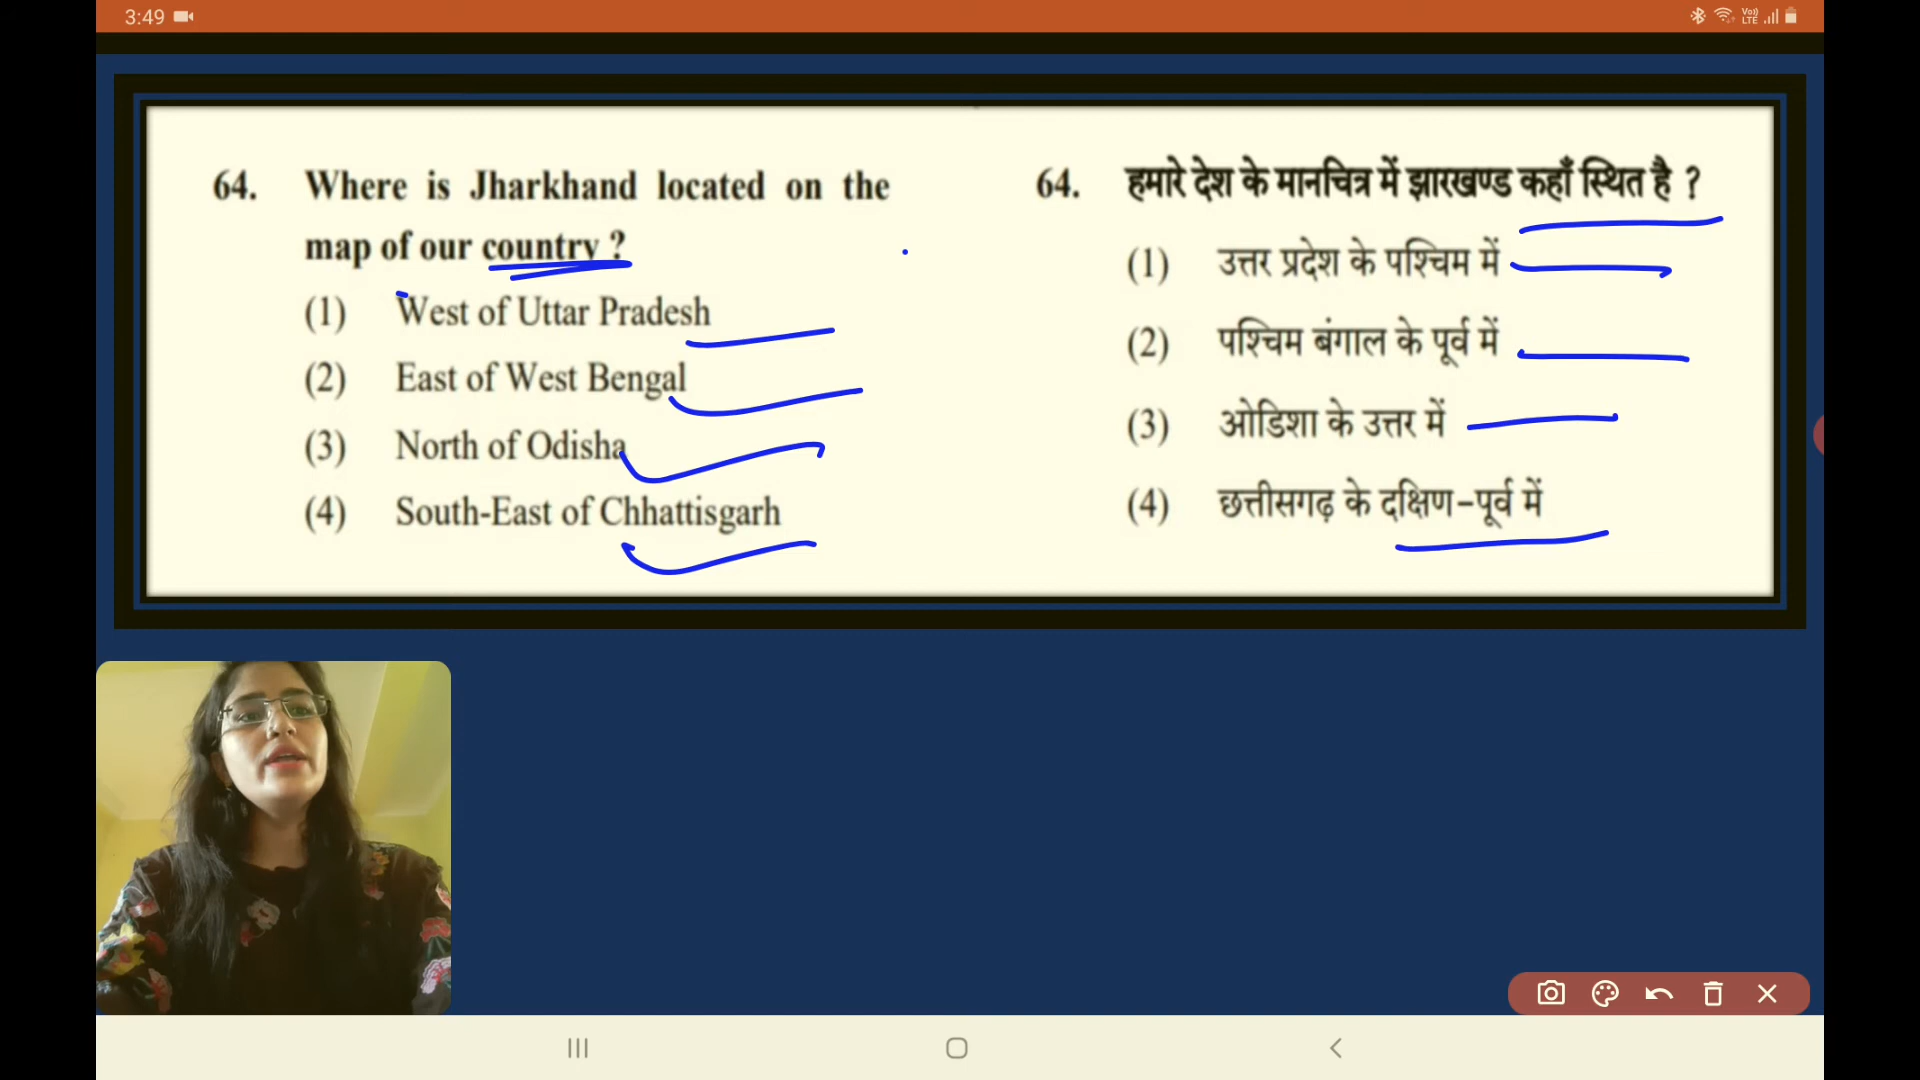 3:49
Vo))
LTE
64. Where is Jharkhand located on the
map of our country ?
(1) West of Uttar Pradesh
(2) East of West Bengal
(3) North of Odisha
(4) South-East of Chhattisgarh
64. हमारे देश के मानचित्र में झारखण्ड कहाँ स्थित है ?
(1) उत्तर प्रदेश के पश्चिम में
(2) पश्चिम बंगाल के पूर्व में
(3) ओडिशा के उत्तर में
(4) छत्तीसगढ़ के दक्षिण-पूर्व में